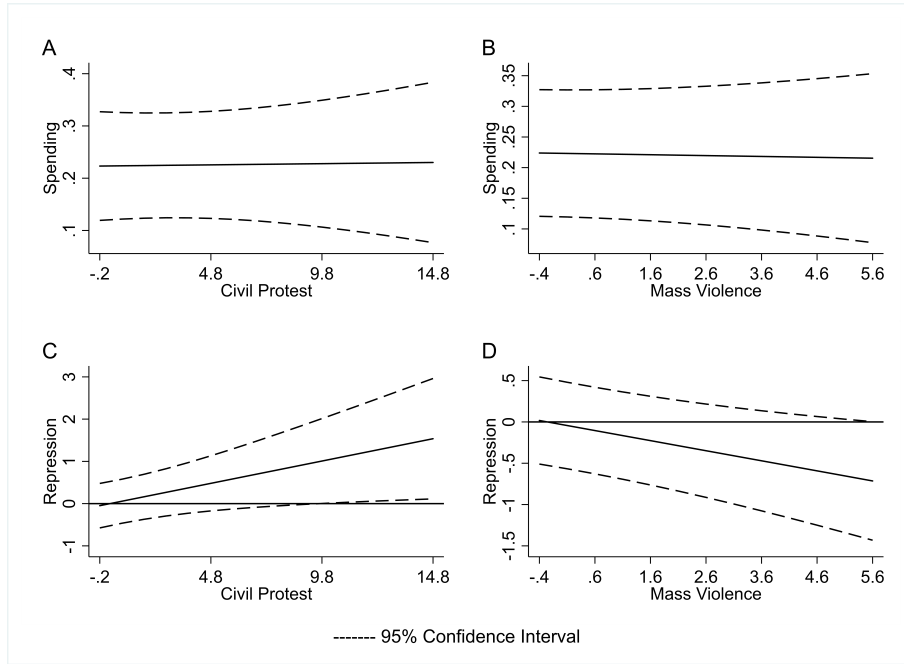 A
Spending
.4
.3
.2
.1
-.2 4.8 9.8 14.8
Civil Protest
B
Spending
.35
.3
.25
.2
.15
.1
-.4 .6 1.6 2.6 3.6 4.6 5.6
Mass Violence
C
Repression
3
2
1
0
-1
-.2 4.8 9.8 14.8
Civil Protest
D
Repression
.5
0
-.5
-1
-1.5
-.4 .6 1.6 2.6 3.6 4.6 5.6
Mass Violence
95% Confidence Interval